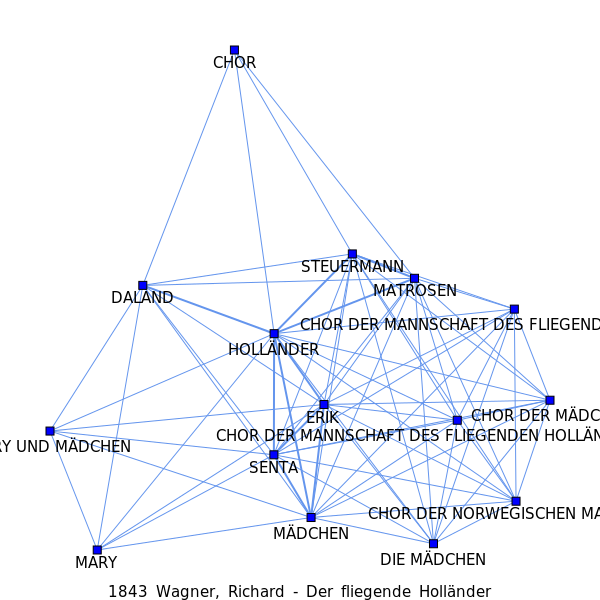 CHOR
STEUERMANN
MATROSEN
DALAND
CHOR DER MANNSCHAFT DES FLIEGEND
HOLLÄNDER
CHOR DER MÄDC
ERIK
CHOR DER MANNSCHAFT DES FLIEGENDEN HOLLÄN
RY UND MÄDCHEN
SENTA
CHOR DER NORWEGISCHEN MA
MÄDCHEN
DIE MÄDCHEN
MARY
1843 Wagner, Richard - Der fliegende Holländer